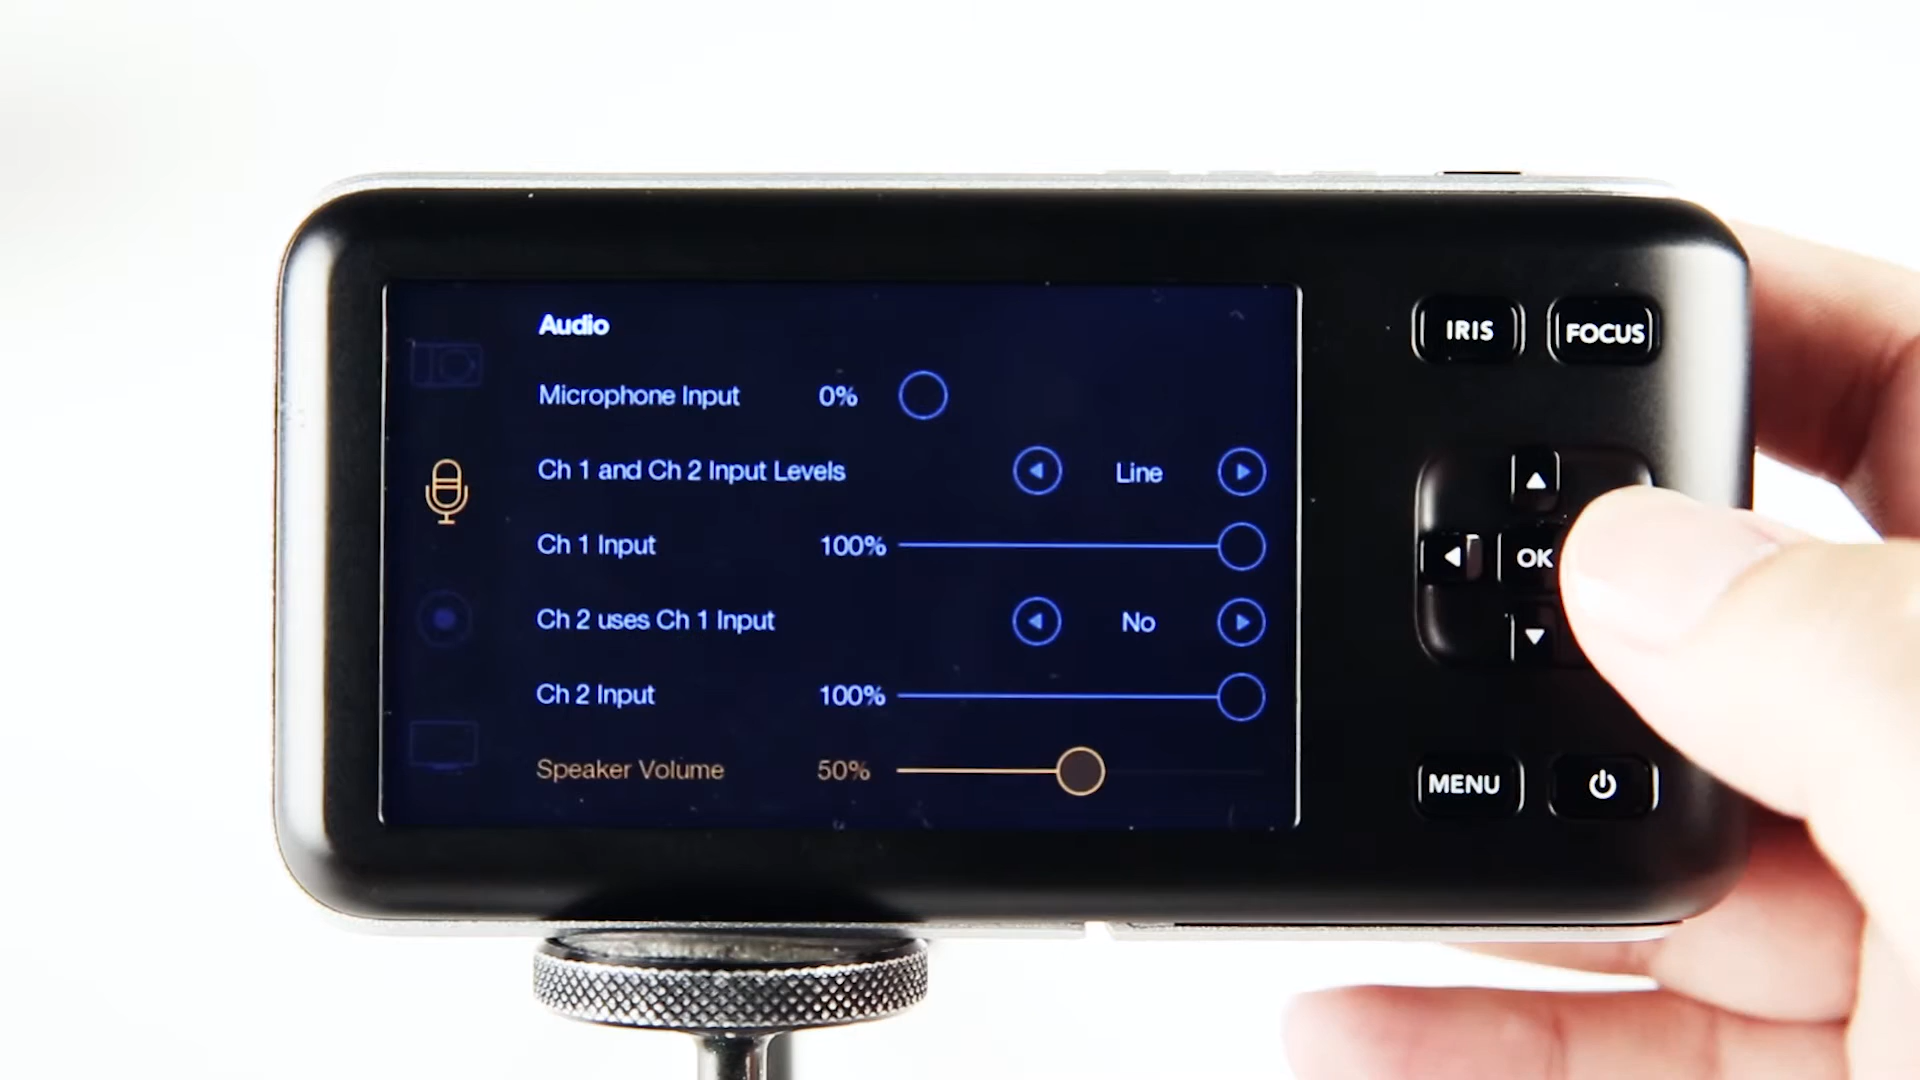 Audio
Microphone Input 0%
Ch 1 and Ch 2 Input Levels Line
Ch 1 Input 100%
Ch 2 uses Ch 1 Input No
Ch 2 Input 100%
Speaker Volume 50%
IRIS FOCUS
OK
MENU